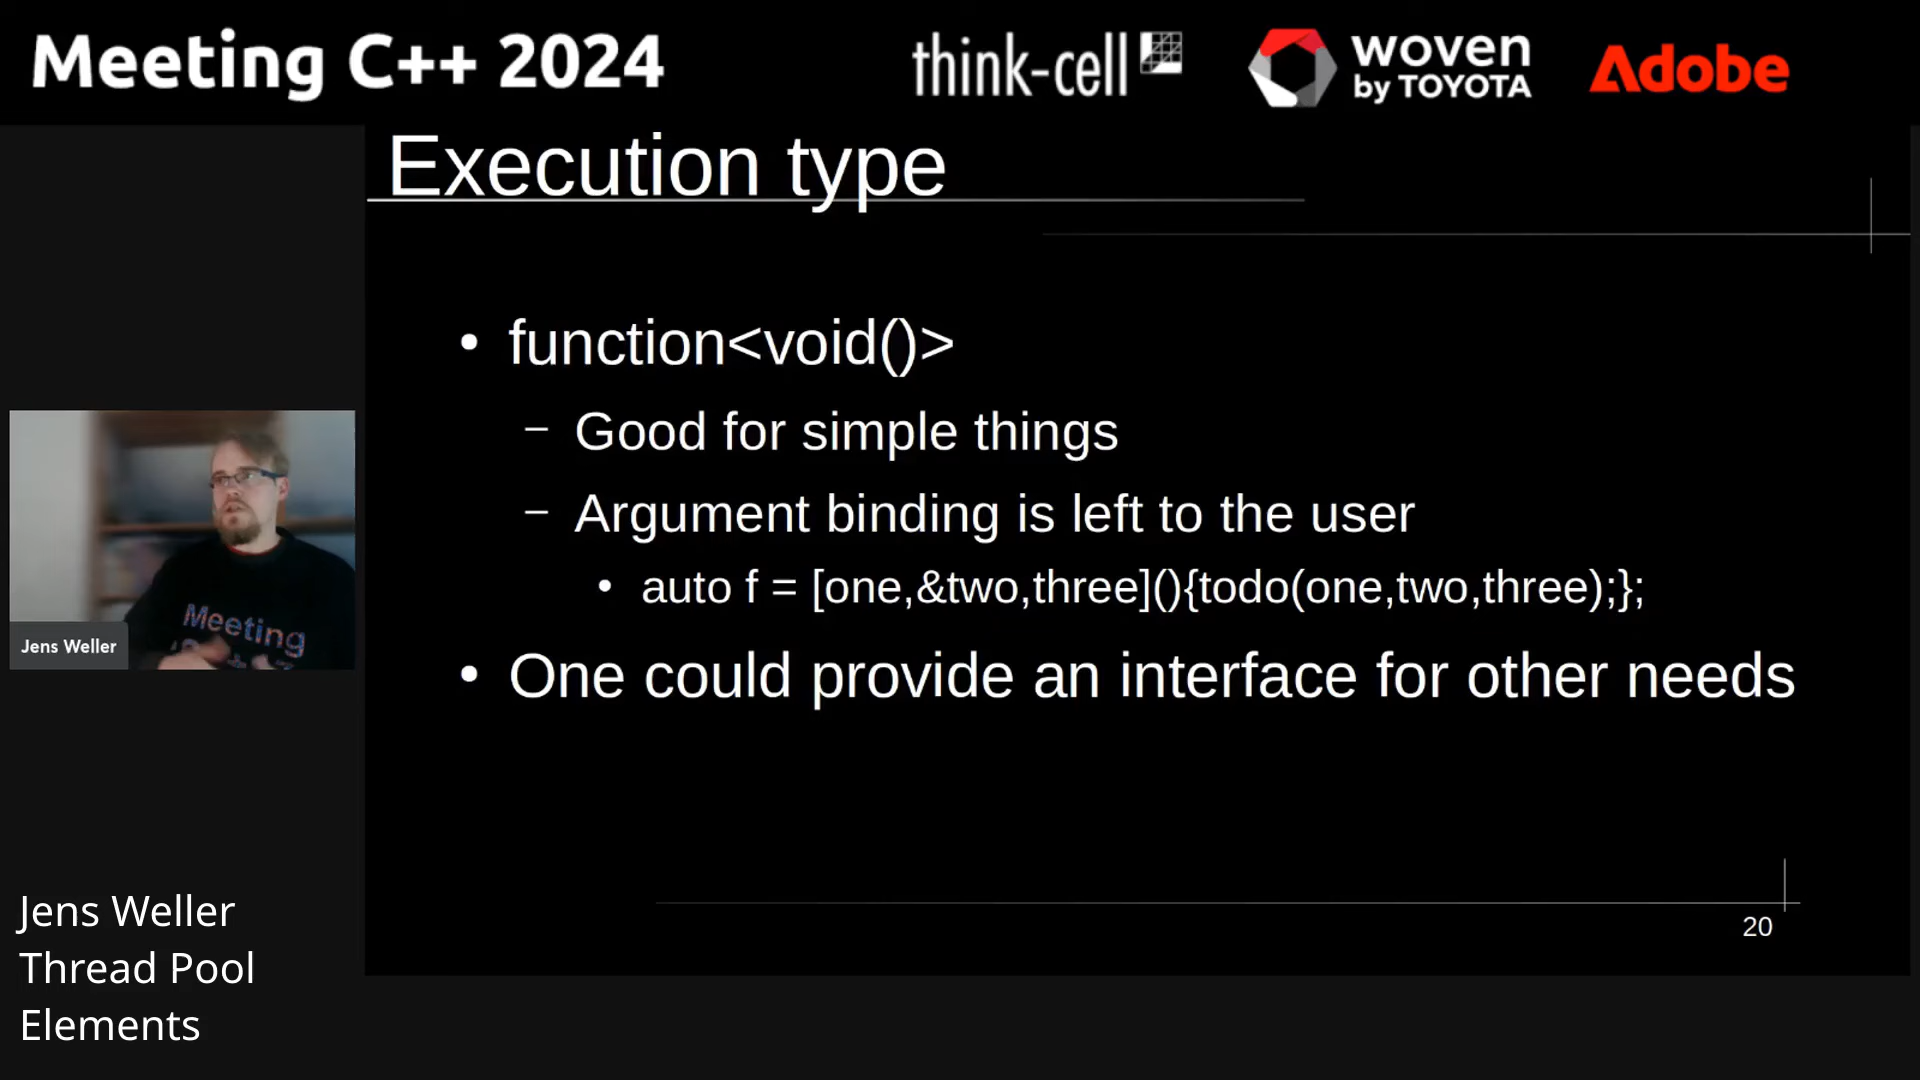 Meeting C++ 2024
think-cell
woven
by TOYOTA
Adobe
Execution type
• function<void()>
– Good for simple things
– Argument binding is left to the user
• auto f = [one,&two,three](){todo(one,two,three);};
• One could provide an interface for other needs
Meeting
Jens Weller
20
Jens Weller
Thread Pool
Elements